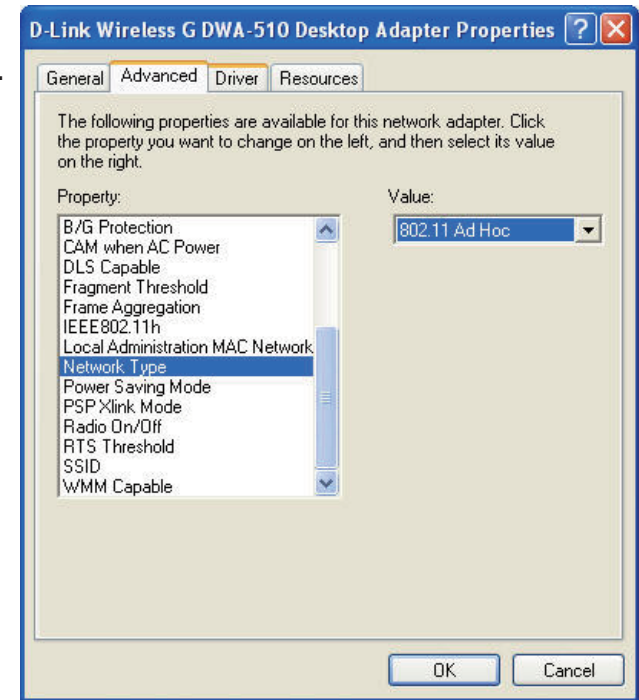 D-Link Wireless G DWA-510 Desktop Adapter Properties
General Advanced Driver Resources
The following properties are available for this network adapter. Click
the property you want to change on the left, and then select its value
on the right.
Property:
Value:
B/G Protection
802.11 Ad Hoc
CAM when AC Power
DLS Capable
Fragment Threshold
Frame Aggregation
IEEE802.11h
Local Administration MAC Network
Network Type
Power Saving Mode
PSP Xlink Mode
Radio On/Off
RTS Threshold
SSID
WMM Capable
OK Cancel